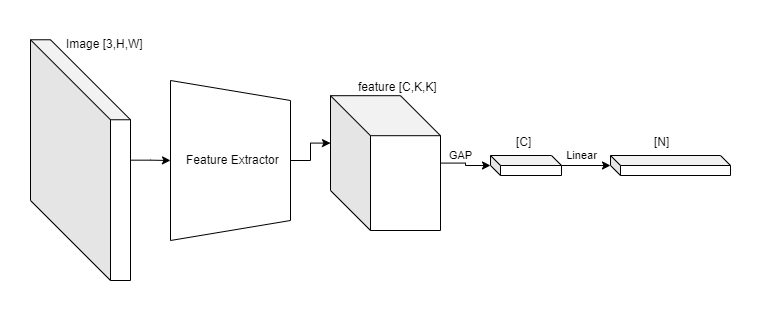 Image [3,H,W]
Feature Extractor
feature [C,K,K]
GAP
[C]
Linear
[N]